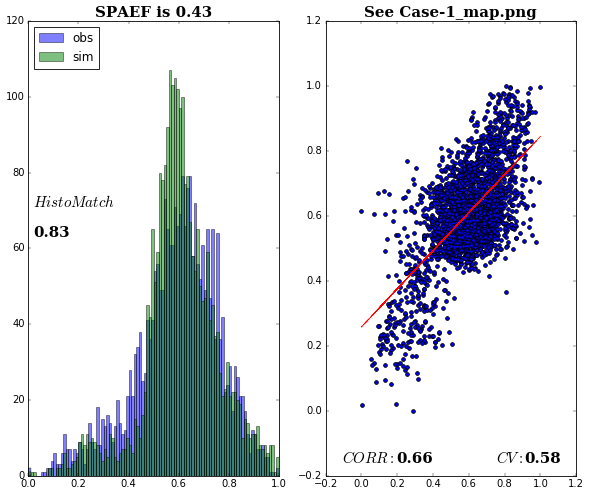 SPAEF is 0.43
See Case-1_map.png
obs
sim
HistoMatch
0.83
120
100
80
60
40
20
0
0.0 0.2 0.4 0.6 0.8 1.0
1.2
1.0
0.8
0.6
0.4
0.2
0.0
−0.2
CORR: 0.66
CV: 0.58
−0.2 0.0 0.2 0.4 0.6 0.8 1.0 1.2